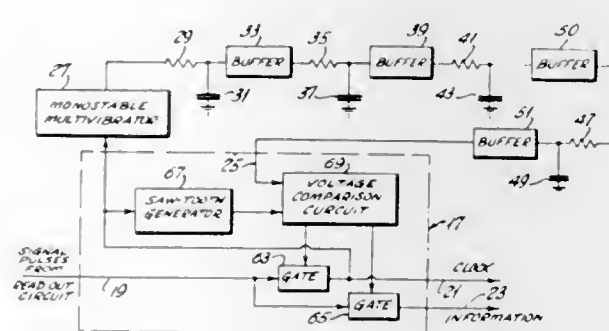 29
33
BUFFER
35
39
BUFFER
41
50
BUFFER
27
MONOSTABLE
MULTIVIBRATOR
31
37
43
51
BUFFER
47
49
25
67
SAW-TOOTH
GENERATOR
69
VOLTAGE
COMPARISON
CURCUIT
17
SIGNAL
PULSES
FROM
READ OUT
CIRCUIT
19
63
GATE
CLOCK
21
65
GATE
23
INFORMATION